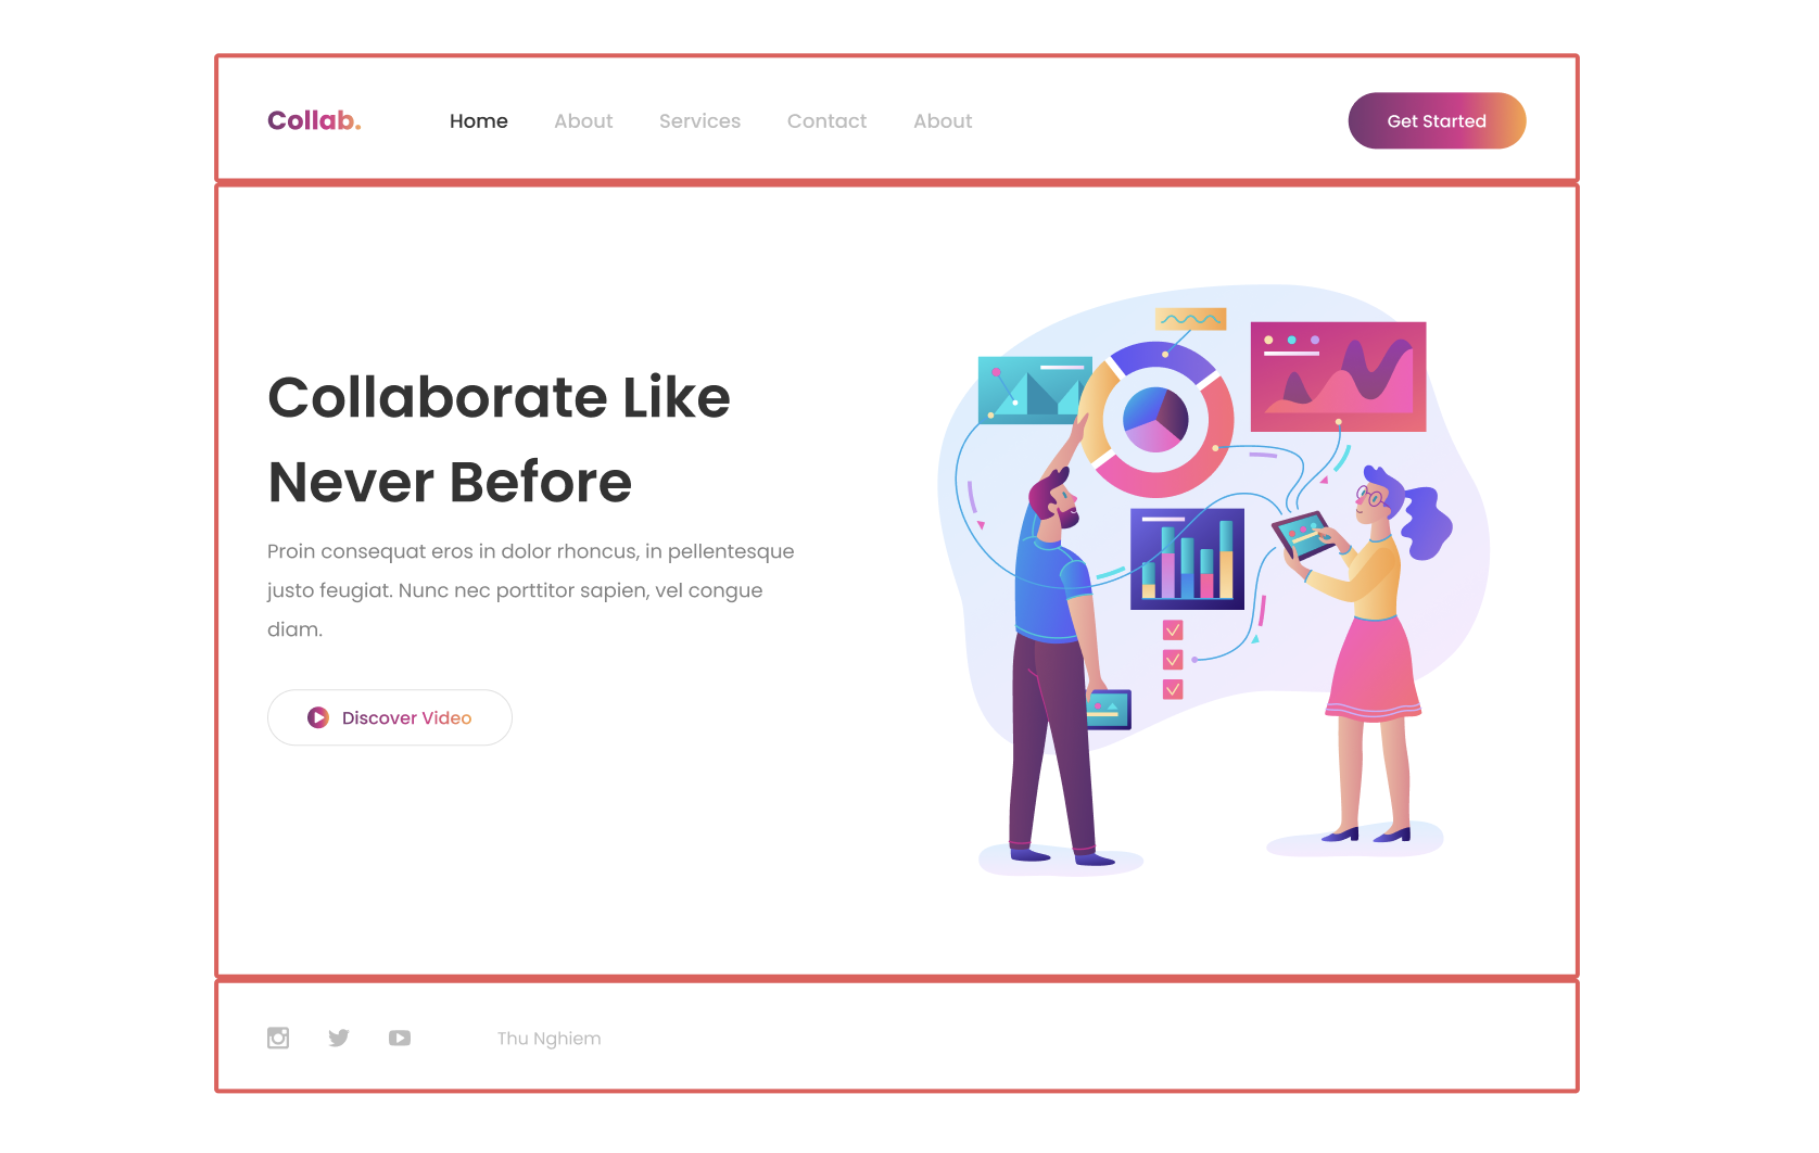 Collab. Home About Services Contact About Get Started
Collaborate Like
Never Before
Proin consequat eros in dolor rhoncus, in pellentesque
justo feugiat. Nunc nec porttitor sapien, vel congue
diam.
Discover Video
Thu Nghiem